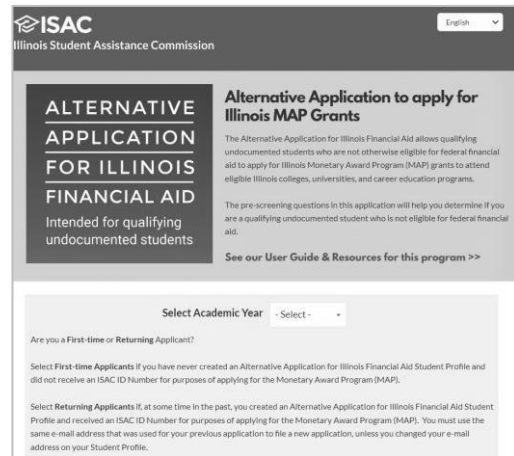 ISAC
Illinois Student Assistance Commission
English
ALTERNATIVE
APPLICATION
FOR ILLINOIS
FINANCIAL AID
Intended for qualifying
undocumented students
Alternative Application to apply for
Illinois MAP Grants
The Alternative Application for Illinois Financial Aid allows qualifying
undocumented students who are not otherwise eligible for federal financial
aid to apply for Illinois Monetary Award Program (MAP) grants to attend
eligible Illinois colleges, universities, and career education programs.
The pre-screening questions in this application will help you determine if you
are a qualifying undocumented student who is not eligible for federal financial
aid.
See our User Guide & Resources for this program >>
Select Academic Year - Select -
Are you a First-time or Returning Applicant?
Select First-time Applicants if you have never created an Alternative Application for Illinois Financial Aid Student Profile and
did not receive an ISAC ID Number for purposes of applying for the Monetary Award Program (MAP).
Select Returning Applicants if, at some time in the past, you created an Alternative Application for Illinois Financial Aid Student
Profile and received an ISAC ID Number for purposes of applying for the Monetary Award Program (MAP). You must use the
same e-mail address that was used for your previous application to file a new application, unless you changed your e-mail
address on your Student Profile.